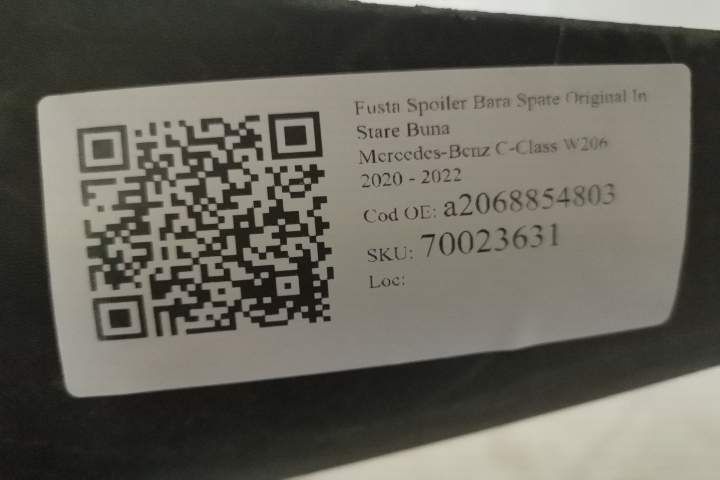 Fusta Spoiler Bara Spate Original In
Stare Buna
Mercedes-Benz C-Class W206
2020 - 2022
Cod OE: a2068854803
SKU: 70023631
Loc: